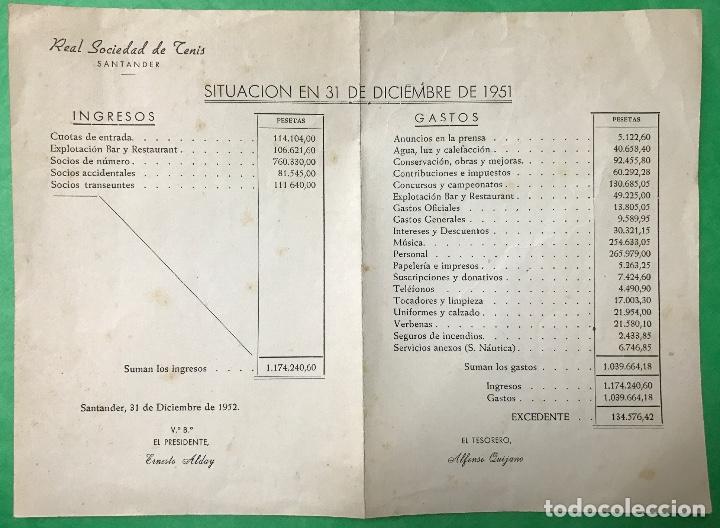 Real Sociedad de Tenis
SANTANDER
SITUACION EN 31 DE DICIEMBRE DE 1951
INGRESOS
PESETAS
Cuotas de entrada. . . . . . . . . 114.104,00
Explotación Bar y Restaurant . . . . . 106.621,60
Socios de número. . . . . . . . . 760.330,00
Socios accidentales . . . . . . . . 81.545,00
Socios transeuntes . . . . . . . . 111 640,00
Suman los ingresos . . . . 1.174.240,60
Santander, 31 de Diciembre de 1952.
V.º B.º
EL PRESIDENTE,
Ernesto Alday
GASTOS
PESETAS
Anuncios en la prensa . . . . . . . 5.122,60
Agua, luz y calefacción. . . . . . . 40.658,40
Conservación, obras y mejoras. . . . . 92.455,80
Contribuciones e impuestos . . . . . 60.292,28
Concursos y campeonatos . . . . . . 130.685,05
Explotación Bar y Restaurant. . . . . 49.225,00
Gastos Oficiales . . . . . . . . 13.805,05
Gastos Generales . . . . . . . . 9.589,95
Intereses y Descuentos . . . . . . 30.321,15
Música. . . . . . . . . . . 254.633,05
Personal . . . . . . . . . . 265.979,00
Papelería e impresos . . . . . . . 5.263,25
Suscripciones y donativos . . . . . . 7.424,60
Teléfonos . . . . . . . . . . 4.490,90
Tocadores y limpieza . . . . . . . 17.003,30
Uniformes y calzado . . . . . . . 21.954,00
Verbenas . . . . . . . . . . 21.580,10
Seguros de incendios. . . . . . . . 2.433,85
Servicios anexos (S. Náutica). . . . . 6.746,85
Suman los gastos . . . . 1.039.664,18
Ingresos . . . 1.174.240,60
Gastos . . . 1.039.664,18
EXCEDENTE . . 134.576,42
EL TESORERO,
Alfonso Quijano
todocoleccion.net